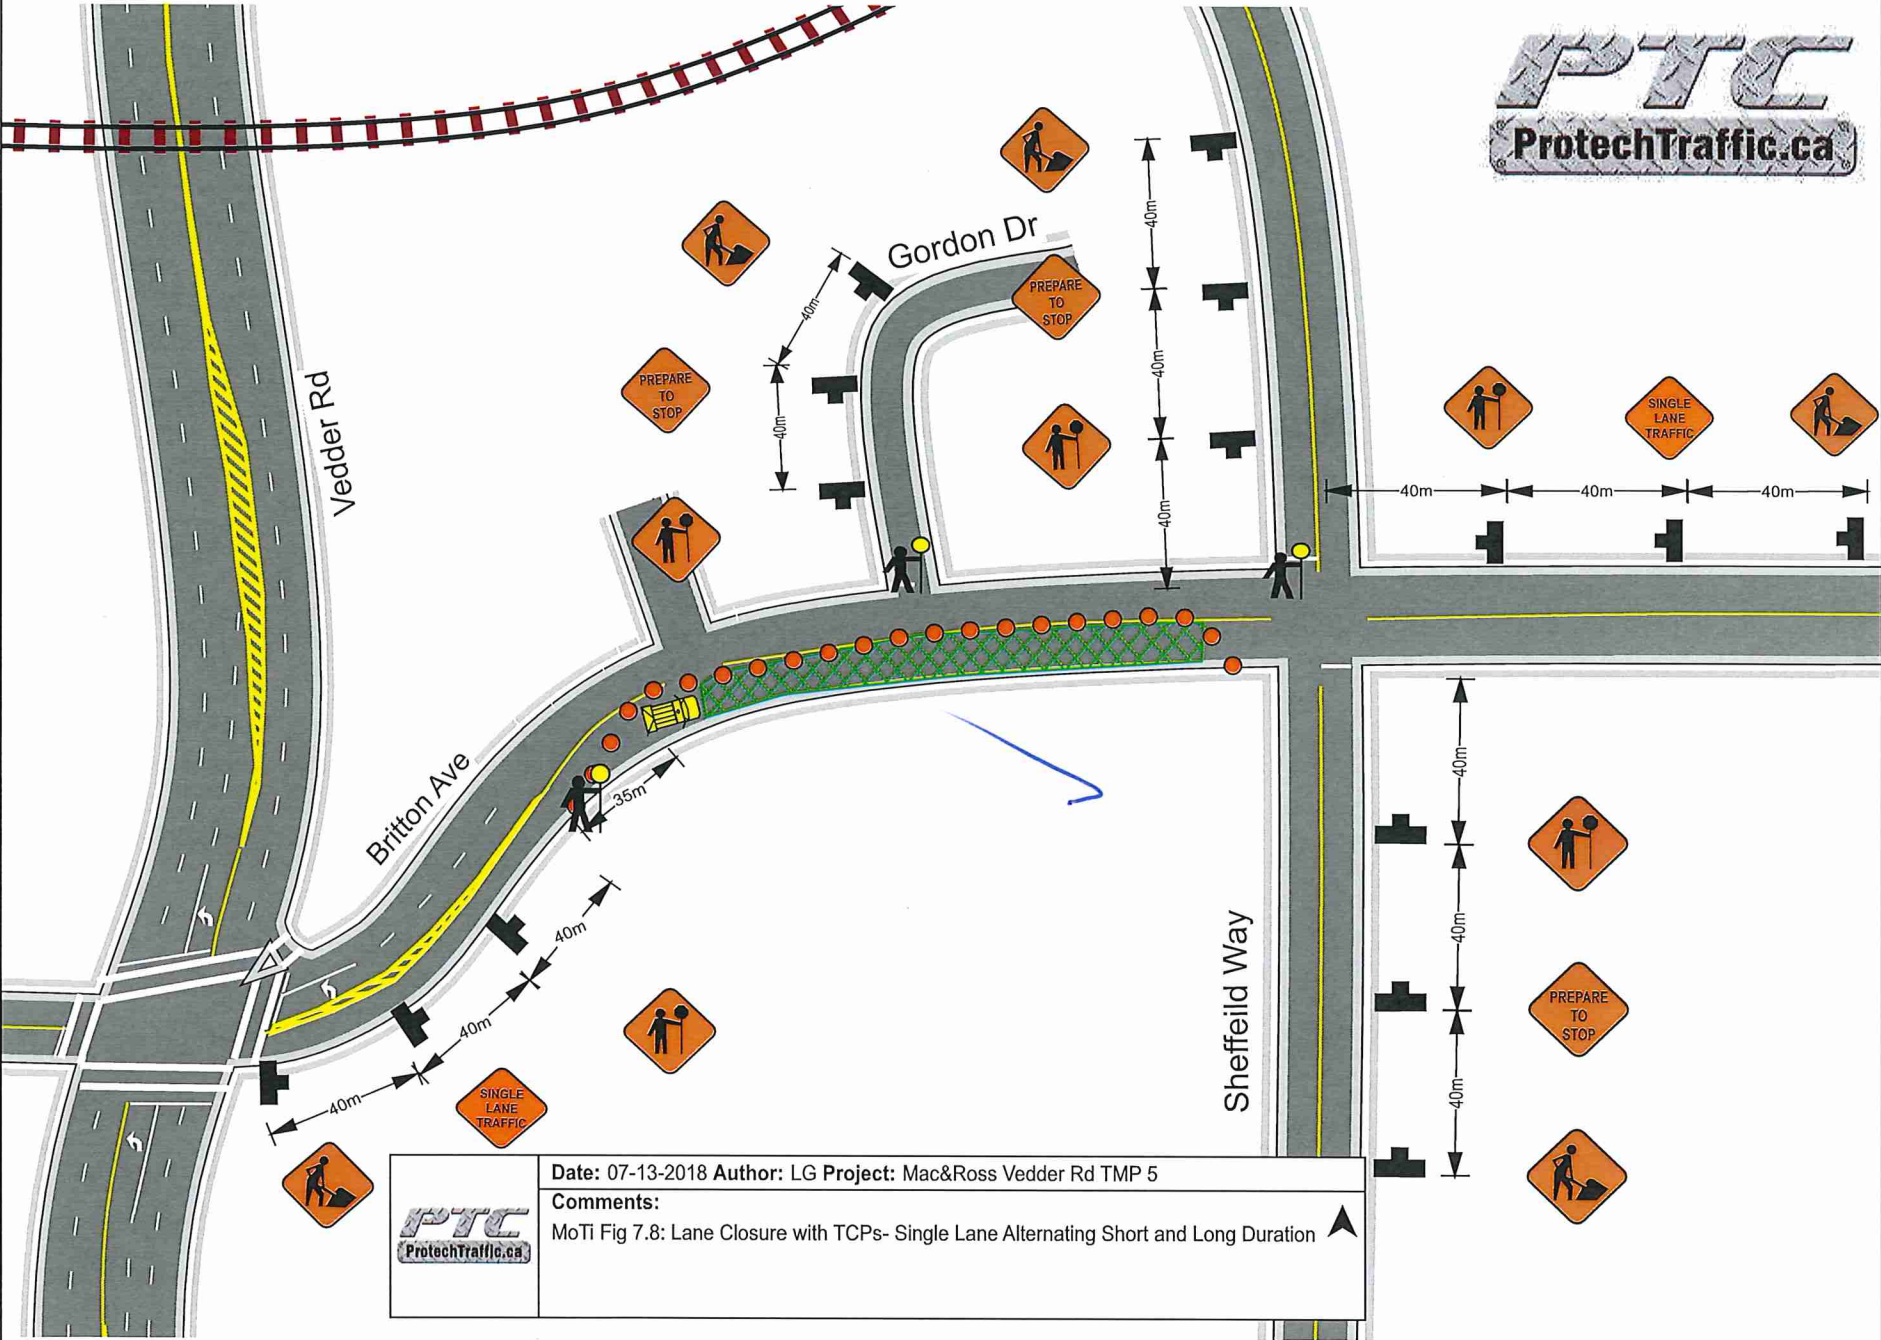 PTC
ProtechTraffic.ca
Gordon Dr
PREPARE
TO
STOP
40m
40m
40m
40m
40m
PREPARE
TO
STOP
Vedder Rd
SINGLE
LANE
TRAFFIC
40m
40m
40m
Britton Ave
35m
40m
40m
40m
SINGLE
LANE
TRAFFIC
Sheffeild Way
40m
40m
40m
PREPARE
TO
STOP
PTC
ProtechTraffic.ca
Date: 07-13-2018 Author: LG Project: Mac&Ross Vedder Rd TMP 5
Comments:
MoTi Fig 7.8: Lane Closure with TCPs- Single Lane Alternating Short and Long Duration